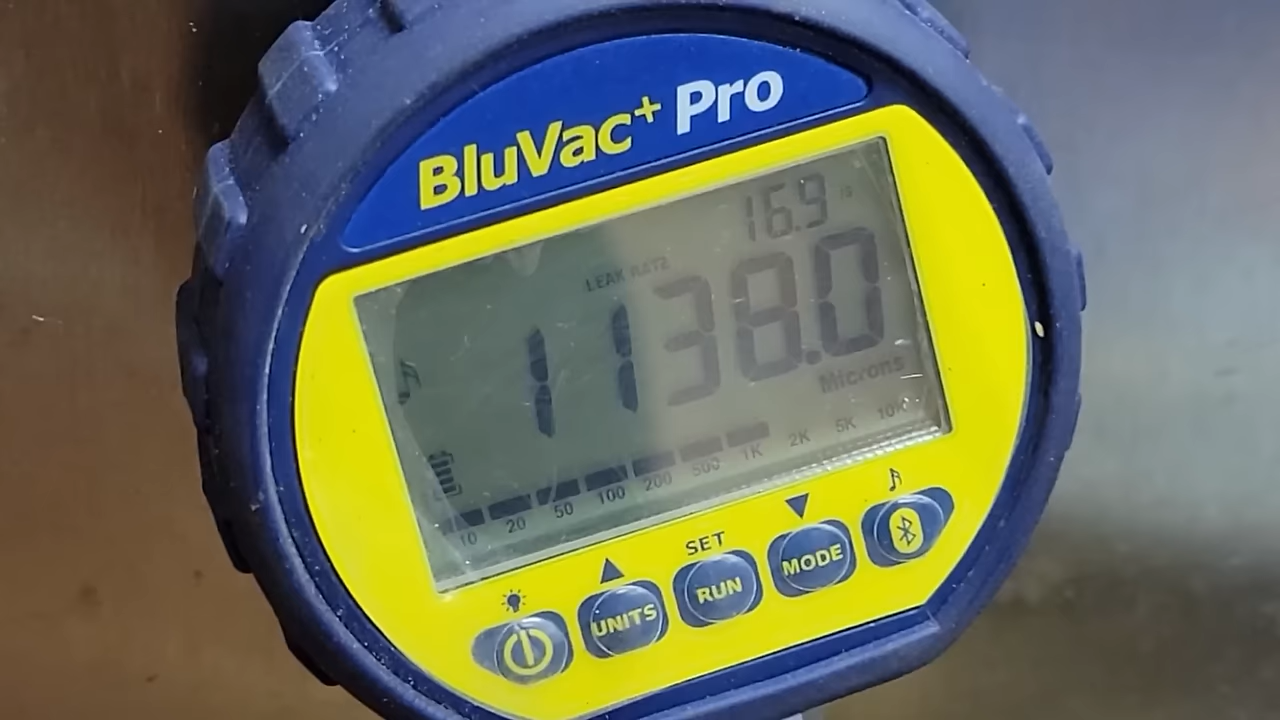 BluVac+ Pro
16.9 /s
LEAK RATE
1138.0
Microns
10 20 50 100 200 500 1K 2K 5K 10K
SET
UNITS RUN MODE